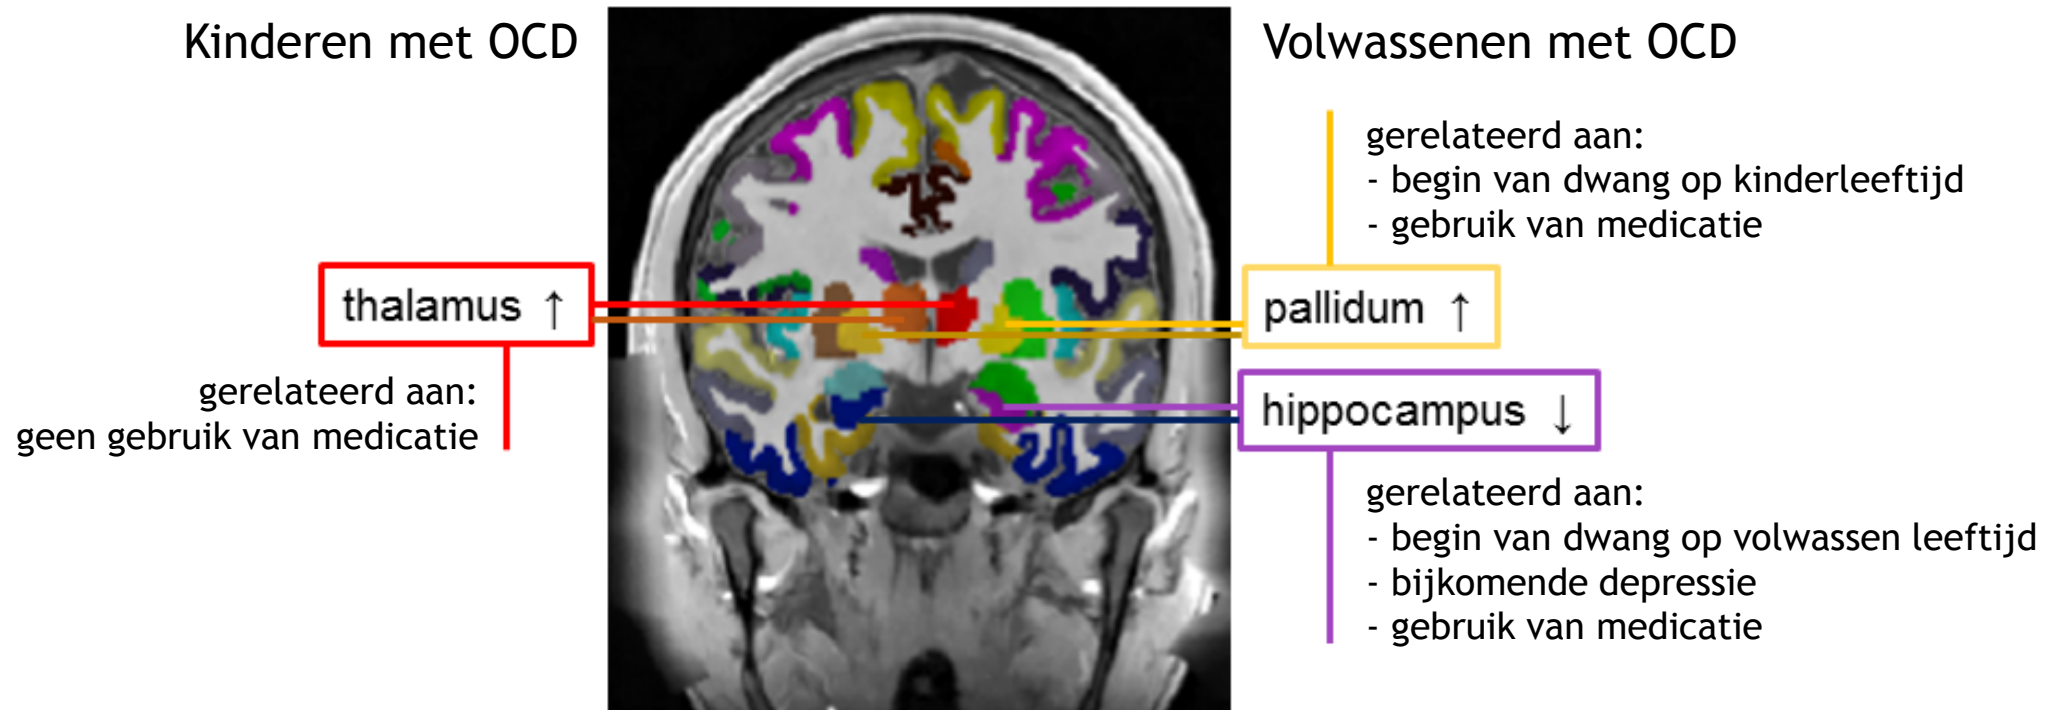 Kinderen met OCD
thalamus ↑
gerelateerd aan:
geen gebruik van medicatie
Volwassenen met OCD
gerelateerd aan:
- begin van dwang op kinderleeftijd
- gebruik van medicatie
pallidum ↑
hippocampus ↓
gerelateerd aan:
- begin van dwang op volwassen leeftijd
- bijkomende depressie
- gebruik van medicatie